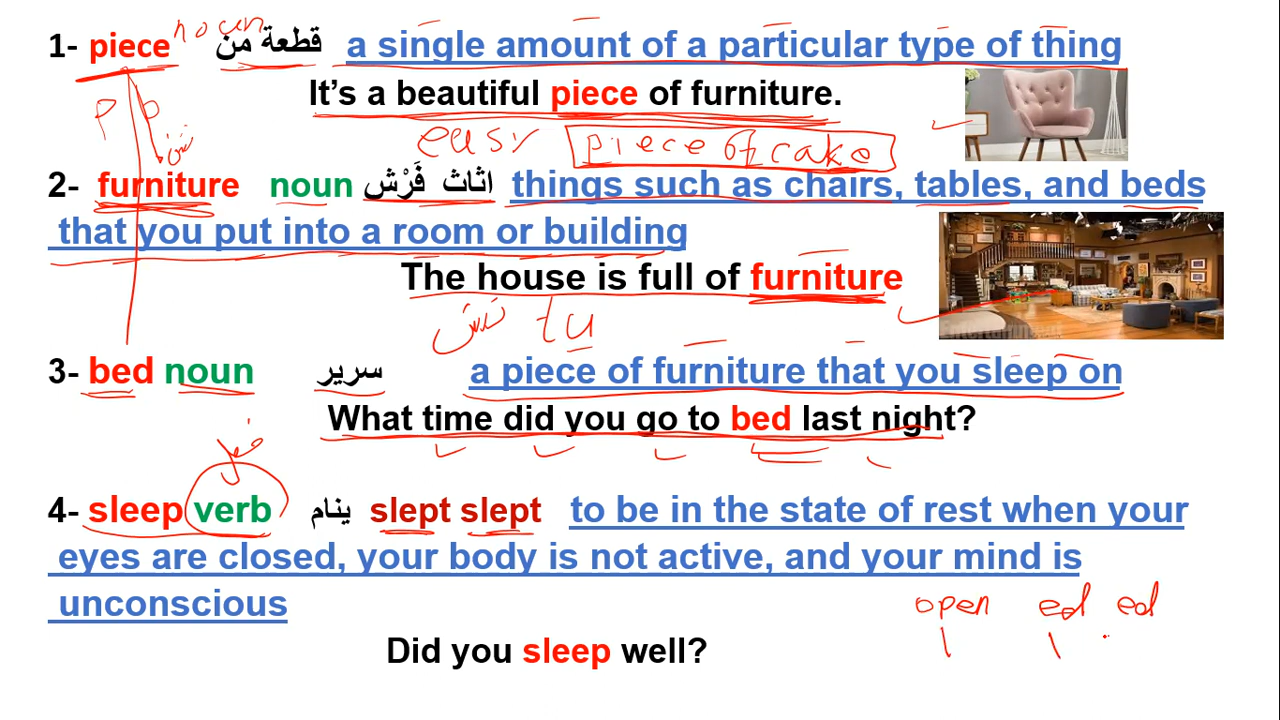 1- piece noun قطعة من a single amount of a particular type of thing
It's a beautiful piece of furniture.
p b
easy piece of cake
2- furniture noun اثاث فَرْش things such as chairs, tables, and beds
that you put into a room or building
The house is full of furniture
تش tu
3- bed noun سرير a piece of furniture that you sleep on
What time did you go to bed last night?
فعل
4- sleep verb ينام slept slept to be in the state of rest when your
eyes are closed, your body is not active, and your mind is
unconscious
open ed ed
Did you sleep well?